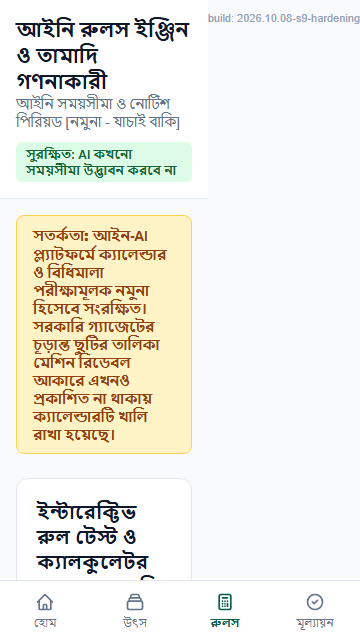 আইনি রুলস ইঞ্জিন
ও তামাদি
গণনাকারী
build: 2026.10.08-s9-hardening
আইনি সময়সীমা ও নোটিশ
পিরিয়ড [নমুনা - যাচাই বাকি]
সুরক্ষিত: AI কখনো
সময়সীমা উদ্ভাবন করবে না
সতর্কতা: আইন-AI
প্ল্যাটফর্মে ক্যালেন্ডার
ও বিধিমালা
পরীক্ষামূলক নমুনা
হিসেবে সংরক্ষিত।
সরকারি গ্যাজেটের
চূড়ান্ত ছুটির তালিকা
মেশিন রিডেবল
আকারে এখনও
প্রকাশিত না থাকায়
ক্যালেন্ডারটি খালি
রাখা হয়েছে।
ইন্টারেক্টিভ
রুল টেস্ট ও
ক্যালকুলেটর
হোম
উৎস
রুলস
মূল্যায়ন